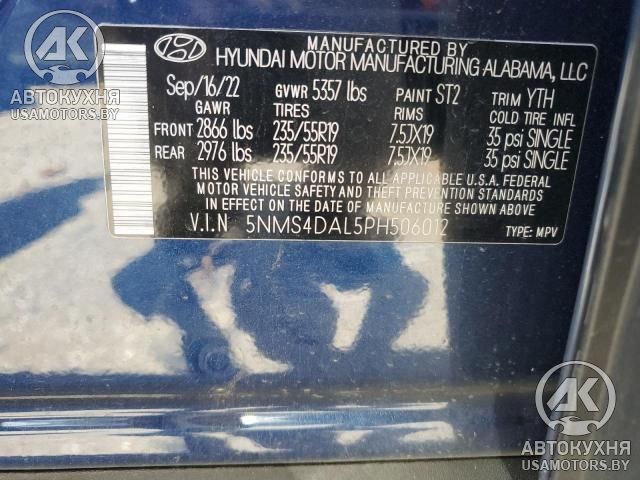 MANUFACTURED BY
HYUNDAI MOTOR MANUFACTURING ALABAMA, LLC
Sep/16/22 GVWR 5357 lbs PAINT ST2 TRIM YTH
GAWR TIRES RIMS COLD TIRE INFL
FRONT 2866 lbs 235/55R19 7.5JX19 35 psi SINGLE
REAR 2976 lbs 235/55R19 7.5JX19 35 psi SINGLE
THIS VEHICLE CONFORMS TO ALL APPLICABLE U.S.A. FEDERAL
MOTOR VEHICLE SAFETY AND THEFT PREVENTION STANDARDS
IN EFFECT ON THE DATE OF MANUFACTURE SHOWN ABOVE.
V.I.N 5NMS4DAL5PH506012 TYPE: MPV
АК
АВТОКУХНЯ
USAMOTORS.BY
АК
АВТОКУХНЯ
USAMOTORS.BY